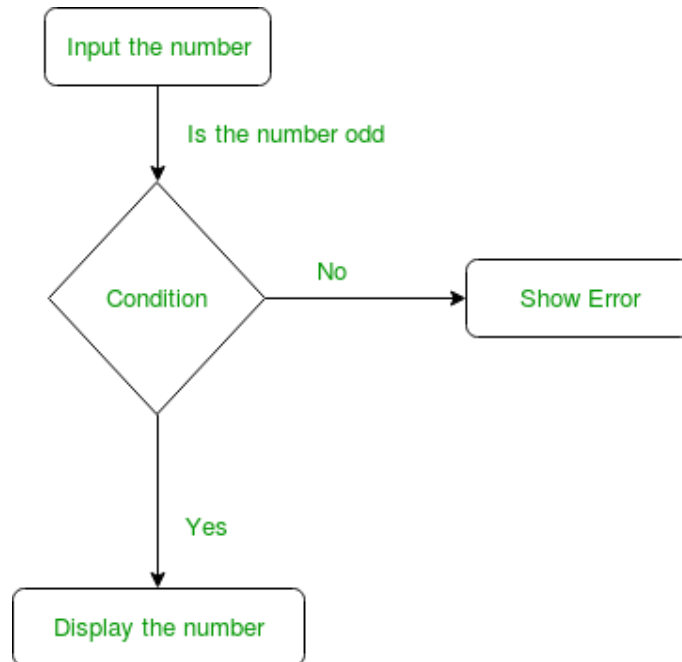 Input the number
Is the number odd
No
Condition
Show Error
Yes
Display the number